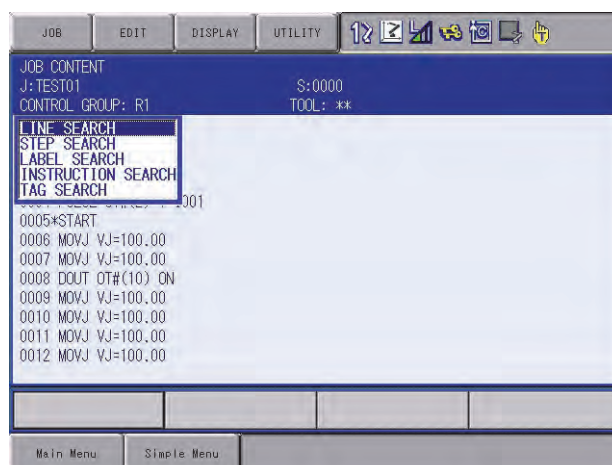 JOB EDIT DISPLAY UTILITY
JOB CONTENT
J:TEST01 S:0000
CONTROL GROUP: R1 TOOL: **
LINE SEARCH
STEP SEARCH
LABEL SEARCH
INSTRUCTION SEARCH
TAG SEARCH
0005*START
0006 MOVJ VJ=100.00
0007 MOVJ VJ=100.00
0008 DOUT OT#(10) ON
0009 MOVJ VJ=100.00
0010 MOVJ VJ=100.00
0011 MOVJ VJ=100.00
0012 MOVJ VJ=100.00
Main Menu Simple Menu